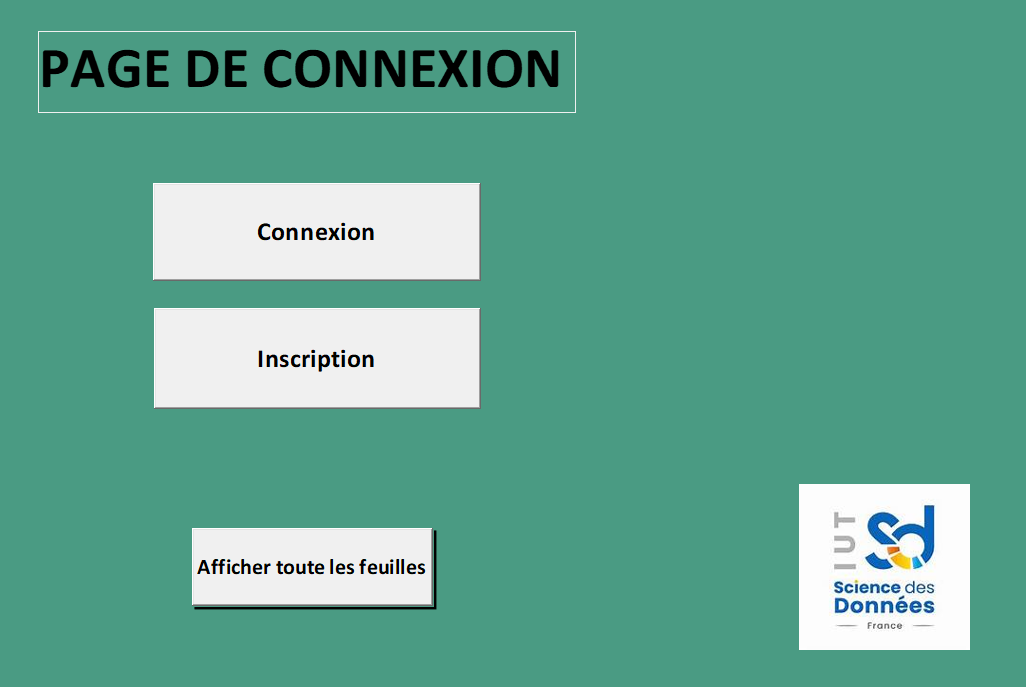 PAGE DE CONNEXION
Connexion
Inscription
Afficher toute les feuilles
IUT
Sd
Science des
Données
France